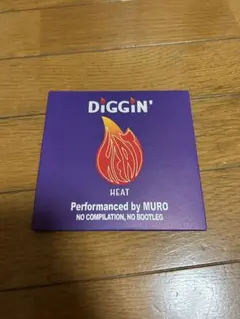 DiGGiN'
HEAT
Performanced by MURO
NO COMPILATION, NO BOOTLEG.